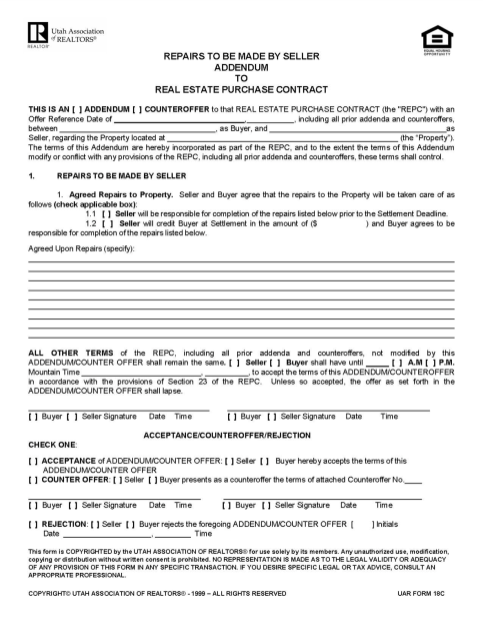 Utah Association
of REALTORS®
REALTOR®
EQUAL HOUSING
OPPORTUNITY
REPAIRS TO BE MADE BY SELLER
ADDENDUM
TO
REAL ESTATE PURCHASE CONTRACT
THIS IS AN [ ] ADDENDUM [ ] COUNTEROFFER to that REAL ESTATE PURCHASE CONTRACT (the "REPC") with an
Offer Reference Date of ______________________________, ____________, including all prior addenda and counteroffers,
between ____________________________________, as Buyer, and ________________________________________as
Seller, regarding the Property located at ____________________________________________________ (the "Property").
The terms of this Addendum are hereby incorporated as part of the REPC, and to the extent the terms of this Addendum
modify or conflict with any provisions of the REPC, including all prior addenda and counteroffers, these terms shall control.
1. REPAIRS TO BE MADE BY SELLER
1. Agreed Repairs to Property. Seller and Buyer agree that the repairs to the Property will be taken care of as
follows (check applicable box):
1.1 [ ] Seller will be responsible for completion of the repairs listed below prior to the Settlement Deadline.
1.2 [ ] Seller will credit Buyer at Settlement in the amount of ($ ) and Buyer agrees to be
responsible for completion of the repairs listed below.
Agreed Upon Repairs (specify):
ALL OTHER TERMS of the REPC, including all prior addenda and counteroffers, not modified by this
ADDENDUM/COUNTER OFFER shall remain the same. [ ] Seller [ ] Buyer shall have until ______ [ ] A.M [ ] P.M.
Mountain Time ____________________________, __________, to accept the terms of this ADDENDUM/COUNTEROFFER
in accordance with the provisions of Section 23 of the REPC. Unless so accepted, the offer as set forth in the
ADDENDUM/COUNTER OFFER shall lapse.
[ ] Buyer [ ] Seller Signature Date Time [ ] Buyer [ ] Seller Signature Date Time
ACCEPTANCE/COUNTEROFFER/REJECTION
CHECK ONE:
[ ] ACCEPTANCE of ADDENDUM/COUNTER OFFER: [ ] Seller [ ] Buyer hereby accepts the terms of this
ADDENDUM/COUNTER OFFER
[ ] COUNTER OFFER: [ ] Seller [ ] Buyer presents as a counteroffer the terms of attached Counteroffer No.____
[ ] Buyer [ ] Seller Signature Date Time [ ] Buyer [ ] Seller Signature Date Time
[ ] REJECTION: [ ] Seller [ ] Buyer rejects the foregoing ADDENDUM/COUNTER OFFER [ ] Initials
Date ____________________, ________ Time
This form is COPYRIGHTED by the UTAH ASSOCIATION OF REALTORS® for use solely by its members. Any unauthorized use, modification,
copying or distribution without written consent is prohibited. NO REPRESENTATION IS MADE AS TO THE LEGAL VALIDITY OR ADEQUACY
OF ANY PROVISION OF THIS FORM IN ANY SPECIFIC TRANSACTION. IF YOU DESIRE SPECIFIC LEGAL OR TAX ADVICE, CONSULT AN
APPROPRIATE PROFESSIONAL.
COPYRIGHT© UTAH ASSOCIATION OF REALTORS® - 1999 – ALL RIGHTS RESERVED UAR FORM 18C